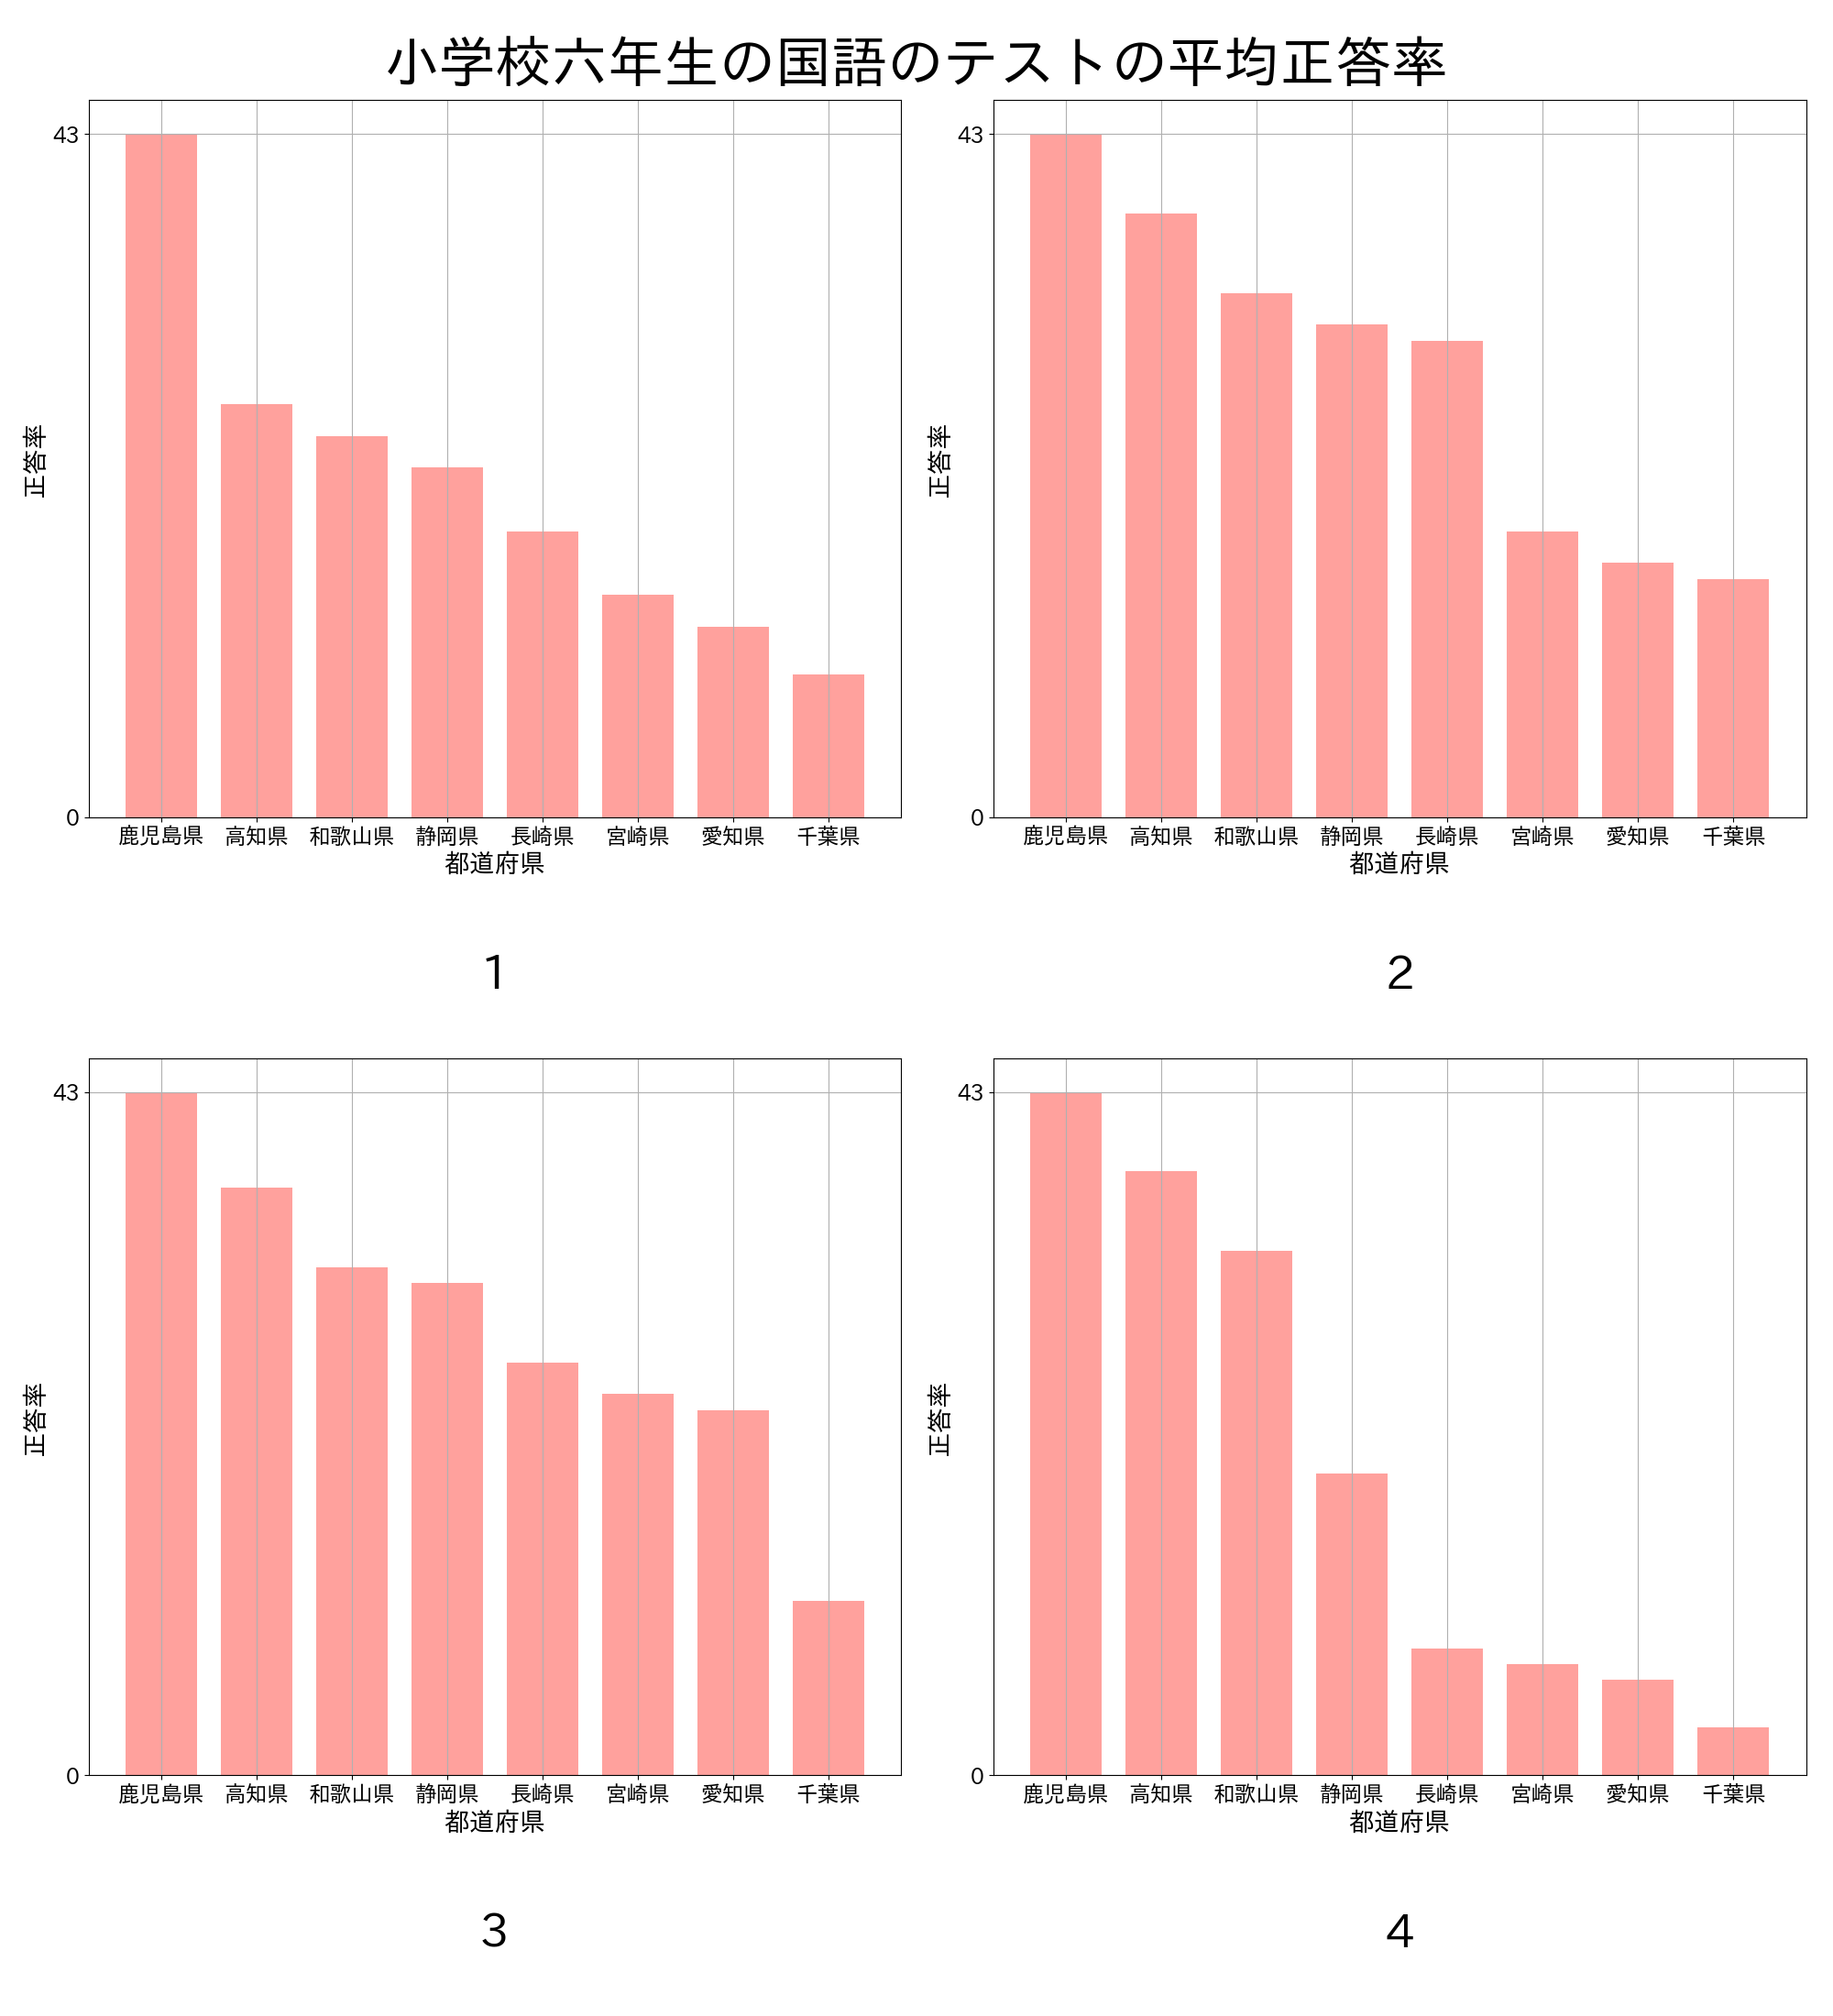 小学校六年生の国語のテストの平均正答率
43
0
正答率
鹿児島県 高知県 和歌山県 静岡県 長崎県 宮崎県 愛知県 千葉県
都道府県
1
43
0
正答率
鹿児島県 高知県 和歌山県 静岡県 長崎県 宮崎県 愛知県 千葉県
都道府県
2
43
0
正答率
鹿児島県 高知県 和歌山県 静岡県 長崎県 宮崎県 愛知県 千葉県
都道府県
3
43
0
正答率
鹿児島県 高知県 和歌山県 静岡県 長崎県 宮崎県 愛知県 千葉県
都道府県
4